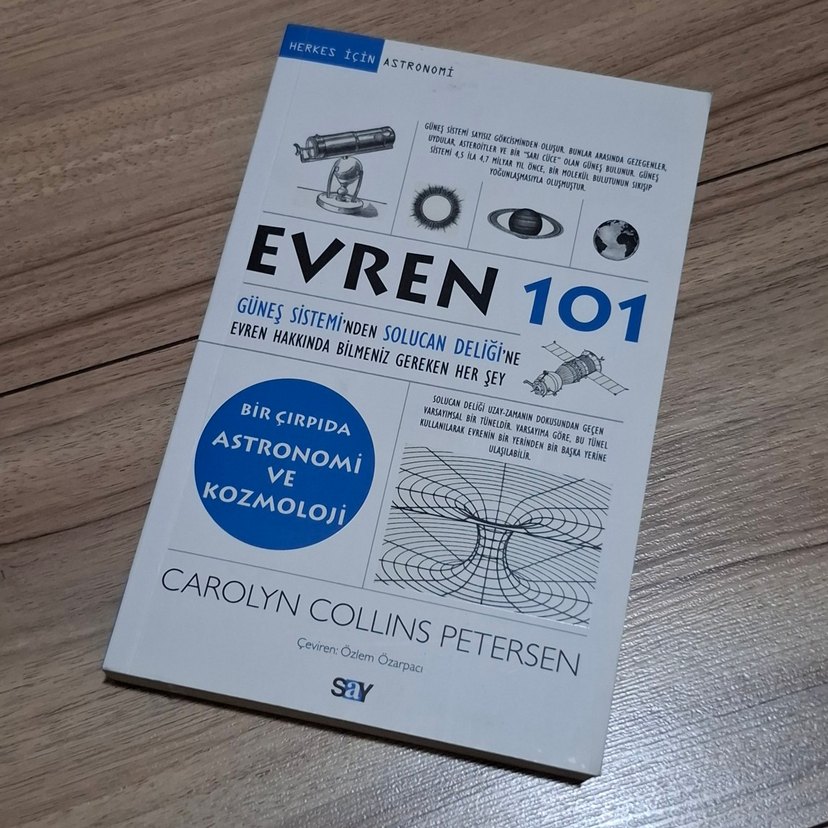 HERKES İÇİN ASTRONOMİ
GÜNEŞ SİSTEMİ SAYISIZ GÖKCİSMİNDEN OLUŞUR. BUNLAR ARASINDA GEZEGENLER,
UYDULAR, ASTEROİTLER VE BİR "SARI CÜCE" OLAN GÜNEŞ BULUNUR. GÜNEŞ
SİSTEMİ 4,5 İLA 4,7 MİLYAR YIL ÖNCE, BİR MOLEKÜL BULUTUNUN SIKIŞIP
YOĞUNLAŞMASIYLA OLUŞMUŞTUR.
EVREN 101
GÜNEŞ SİSTEMİ'NDEN SOLUCAN DELİĞİ'NE
EVREN HAKKINDA BİLMENİZ GEREKEN HER ŞEY
BİR ÇIRPIDA
ASTRONOMİ
VE
KOZMOLOJİ
SOLUCAN DELİĞİ UZAY-ZAMANIN DOKUSUNDAN GEÇEN
VARSAYIMSAL BİR TÜNELDİR. VARSAYIMA GÖRE, BU TÜNEL
KULLANILARAK EVRENİN BİR YERİNDEN BİR BAŞKA YERİNE
ULAŞILABİLİR.
CAROLYN COLLINS PETERSEN
Çeviren: Özlem Özarpacı
SAY